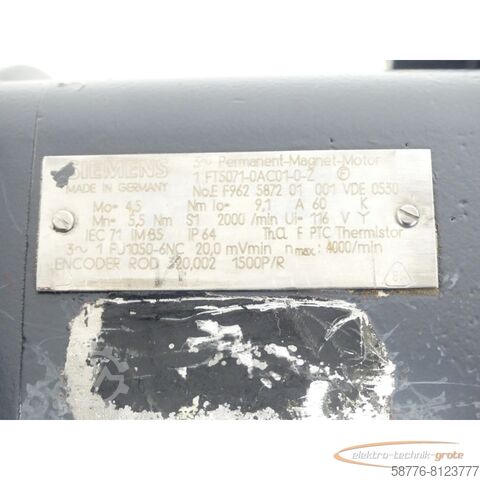 SIEMENS 3~ Permanent-Magnet-Motor
MADE IN GERMANY 1 FT5071-0AC01-0-Z F
No.E F962 5872 01 001 VDE 0530
Mo= 4,5 Nm Io= 9,1 A 60 K
Mn= 5,5 Nm S1 2000 /min Ui= 116 V Y
IEC 71 IM B5 IP 64 Th.Cl. F PTC Thermistor
3~ 1 FU1050-6NC 20,0 mVmin n max.: 4000/min
ENCODER ROD 320,002 1500P/R
elektro-technik-grote
58776-8123777